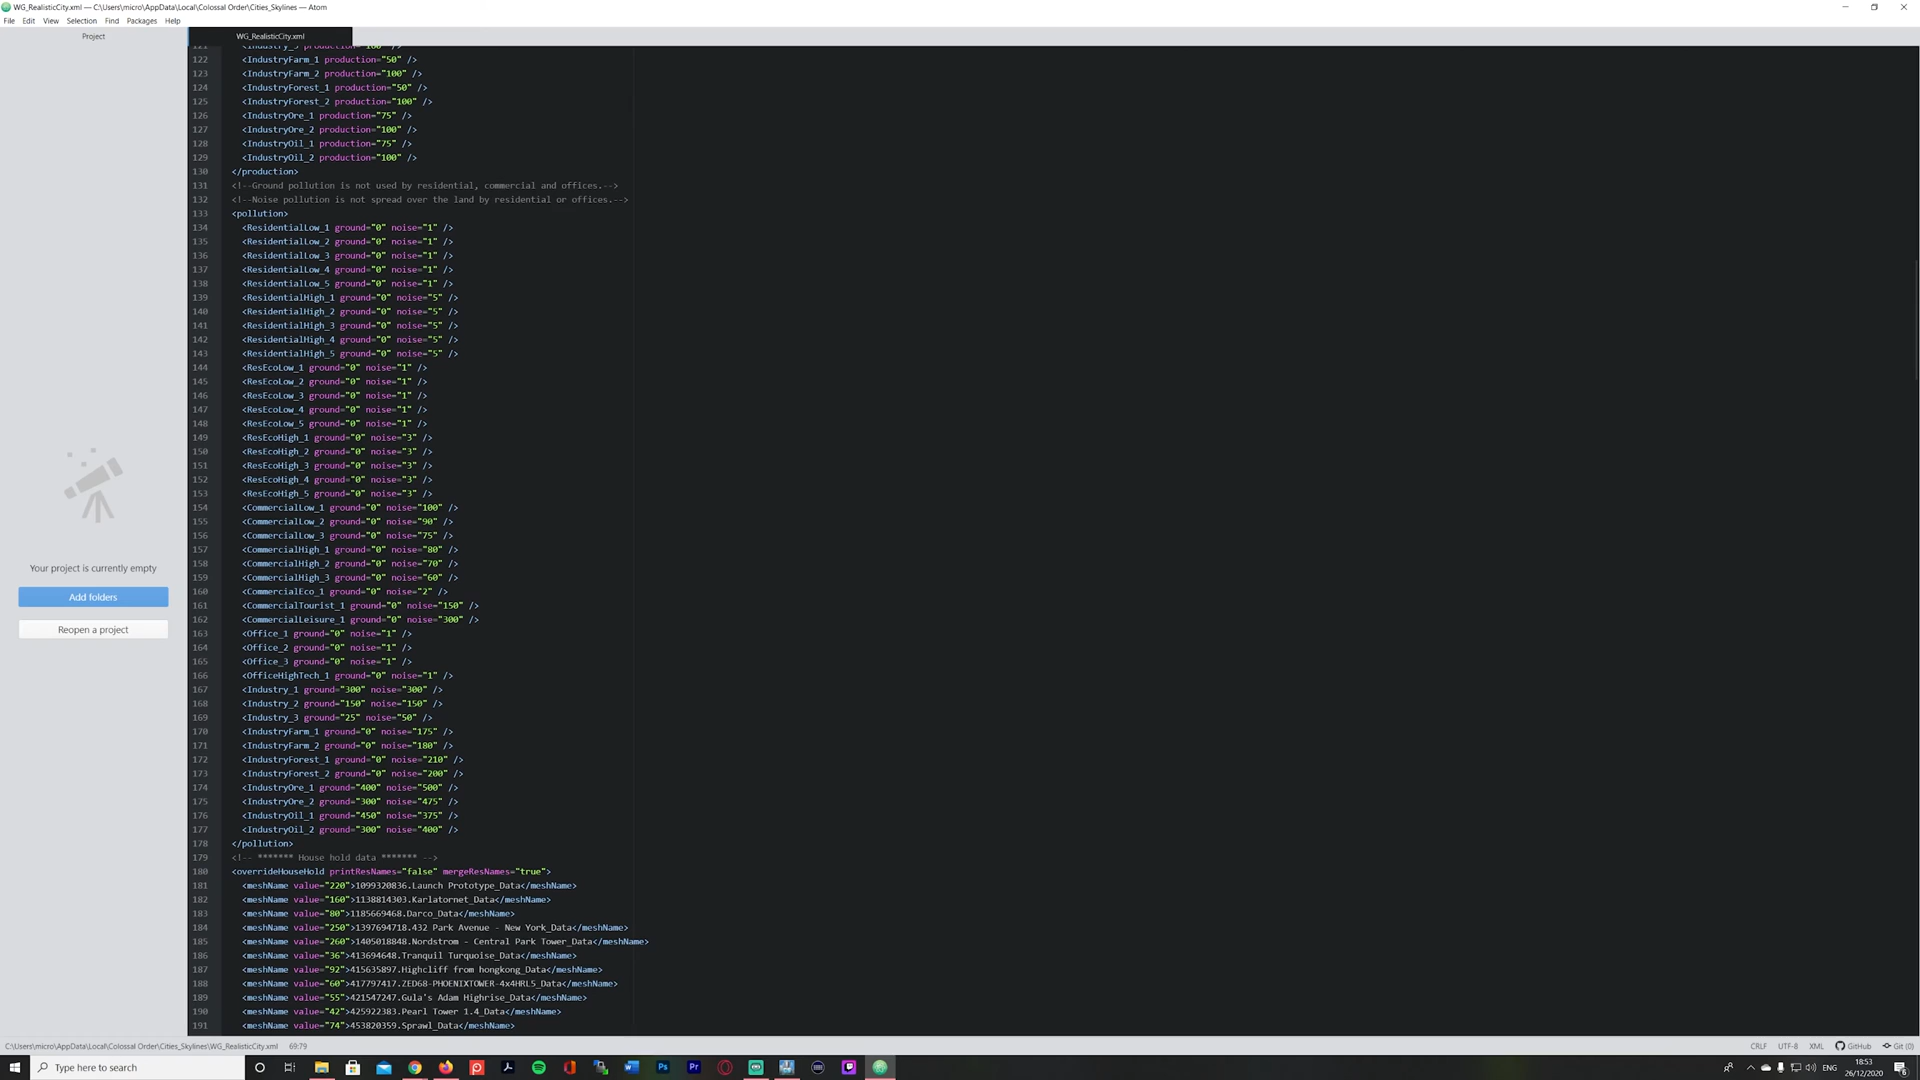 WG_RealisticCity.xml — C:\Users\micro\AppData\Local\Colossal Order\Cities_Skylines — Atom
File Edit View Selection Find Packages Help
Project
WG_RealisticCity.xml
121 <Industry_3 production="100" />
122 <IndustryFarm_1 production="50" />
123 <IndustryFarm_2 production="100" />
124 <IndustryForest_1 production="50" />
125 <IndustryForest_2 production="100" />
126 <IndustryOre_1 production="75" />
127 <IndustryOre_2 production="100" />
128 <IndustryOil_1 production="75" />
129 <IndustryOil_2 production="100" />
130 </production>
131 <!--Ground pollution is not used by residential, commercial and offices.-->
132 <!--Noise pollution is not spread over the land by residential or offices.-->
133 <pollution>
134 <ResidentialLow_1 ground="0" noise="1" />
135 <ResidentialLow_2 ground="0" noise="1" />
136 <ResidentialLow_3 ground="0" noise="1" />
137 <ResidentialLow_4 ground="0" noise="1" />
138 <ResidentialLow_5 ground="0" noise="1" />
139 <ResidentialHigh_1 ground="0" noise="5" />
140 <ResidentialHigh_2 ground="0" noise="5" />
141 <ResidentialHigh_3 ground="0" noise="5" />
142 <ResidentialHigh_4 ground="0" noise="5" />
143 <ResidentialHigh_5 ground="0" noise="5" />
144 <ResEcoLow_1 ground="0" noise="1" />
145 <ResEcoLow_2 ground="0" noise="1" />
146 <ResEcoLow_3 ground="0" noise="1" />
147 <ResEcoLow_4 ground="0" noise="1" />
148 <ResEcoLow_5 ground="0" noise="1" />
149 <ResEcoHigh_1 ground="0" noise="3" />
150 <ResEcoHigh_2 ground="0" noise="3" />
151 <ResEcoHigh_3 ground="0" noise="3" />
152 <ResEcoHigh_4 ground="0" noise="3" />
153 <ResEcoHigh_5 ground="0" noise="3" />
154 <CommercialLow_1 ground="0" noise="100" />
155 <CommercialLow_2 ground="0" noise="90" />
156 <CommercialLow_3 ground="0" noise="75" />
157 <CommercialHigh_1 ground="0" noise="80" />
158 <CommercialHigh_2 ground="0" noise="70" />
159 <CommercialHigh_3 ground="0" noise="60" />
160 <CommercialEco_1 ground="0" noise="2" />
161 <CommercialTourist_1 ground="0" noise="150" />
162 <CommercialLeisure_1 ground="0" noise="300" />
163 <Office_1 ground="0" noise="1" />
164 <Office_2 ground="0" noise="1" />
165 <Office_3 ground="0" noise="1" />
166 <OfficeHighTech_1 ground="0" noise="1" />
167 <Industry_1 ground="300" noise="300" />
168 <Industry_2 ground="150" noise="150" />
169 <Industry_3 ground="25" noise="50" />
170 <IndustryFarm_1 ground="0" noise="175" />
171 <IndustryFarm_2 ground="0" noise="180" />
172 <IndustryForest_1 ground="0" noise="210" />
173 <IndustryForest_2 ground="0" noise="200" />
174 <IndustryOre_1 ground="400" noise="500" />
175 <IndustryOre_2 ground="300" noise="475" />
176 <IndustryOil_1 ground="450" noise="375" />
177 <IndustryOil_2 ground="300" noise="400" />
178 </pollution>
179 <!-- ******* House hold data ******* -->
180 <overrideHouseHold printResNames="false" mergeResNames="true">
181 <meshName value="220">1099320836.Launch Prototype_Data</meshName>
182 <meshName value="160">1138814303.Karlatornet_Data</meshName>
183 <meshName value="80">1185669468.Darco_Data</meshName>
184 <meshName value="250">1397694718.432 Park Avenue - New York_Data</meshName>
185 <meshName value="260">1405018848.Nordstrom - Central Park Tower_Data</meshName>
186 <meshName value="36">413694648.Tranquil Turquoise_Data</meshName>
187 <meshName value="92">415635897.Highcliff from hongkong_Data</meshName>
188 <meshName value="60">417797417.ZED68-PHOENIXTOWER-4x4HRL5_Data</meshName>
189 <meshName value="55">421547247.Gula's Adam Highrise_Data</meshName>
190 <meshName value="42">425922383.Pearl Tower 1.4_Data</meshName>
191 <meshName value="74">453820359.Sprawl_Data</meshName>
Your project is currently empty
Add folders
Reopen a project
C:\Users\micro\AppData\Local\Colossal Order\Cities_Skylines\WG_RealisticCity.xml 69:79
CRLF UTF-8 XML GitHub Git (0)
Type here to search
ENG
18:53
26/12/2020